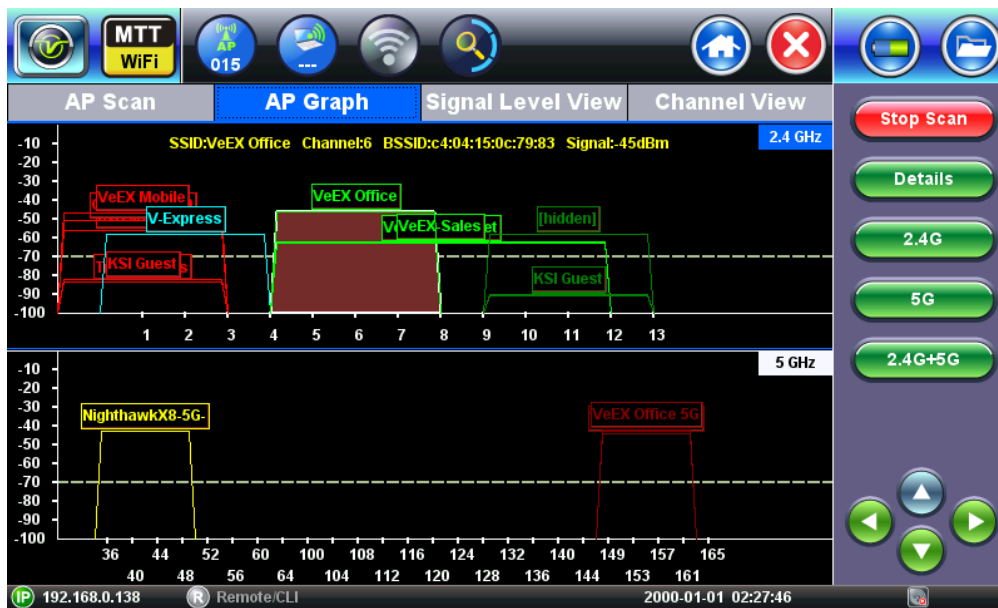 MTT
WiFi
AP
015
---
AP Scan
AP Graph
Signal Level View
Channel View
SSID:VeEX Office Channel:6 BSSID:c4:04:15:0c:79:83 Signal:-45dBm
2.4 GHz
-10
-20
-30
-40
-50
-60
-70
-80
-90
-100
VeEX Mobile
V-Express
KSI Guest
VeEX Office
VeEX-Sales
[hidden]
KSI Guest
1 2 3 4 5 6 7 8 9 10 11 12 13
5 GHz
-10
-20
-30
-40
-50
-60
-70
-80
-90
-100
NighthawkX8-5G-
VeEX Office 5G
36 44 52 60 100 108 116 124 132 140 149 157 165
40 48 56 64 104 112 120 128 136 144 153 161
Stop Scan
Details
2.4G
5G
2.4G+5G
IP 192.168.0.138
R Remote/CLI
2000-01-01 02:27:46